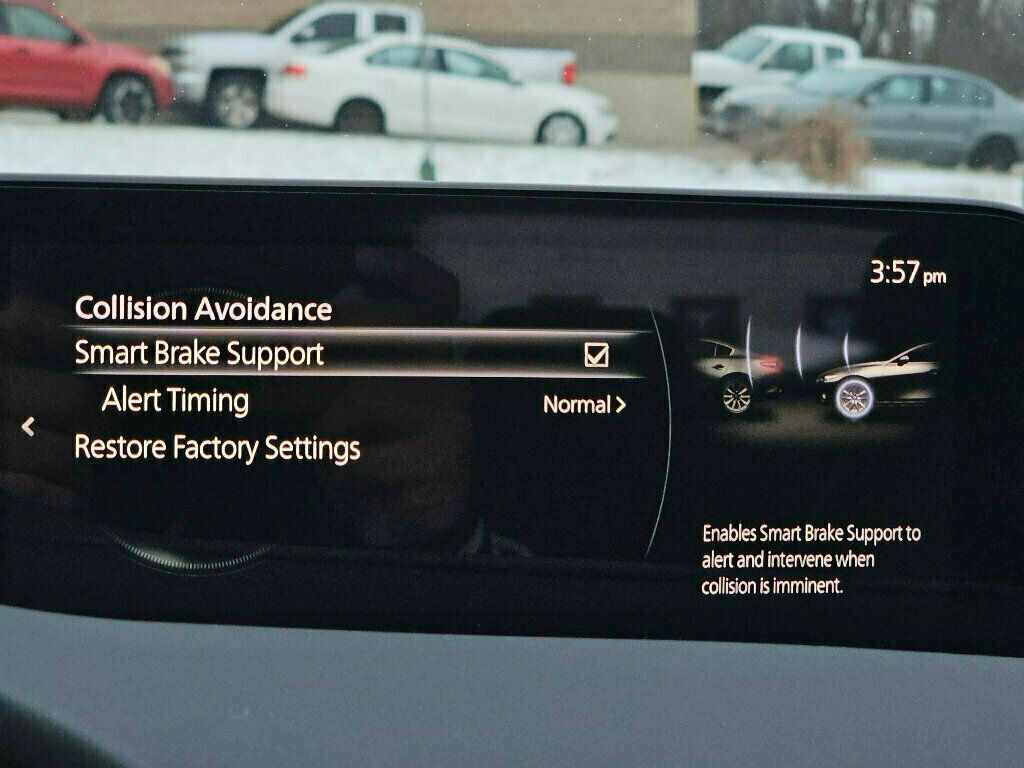 3:57 pm
Collision Avoidance
Smart Brake Support
Alert Timing
Normal >
Restore Factory Settings
<
Enables Smart Brake Support to
alert and intervene when
collision is imminent.